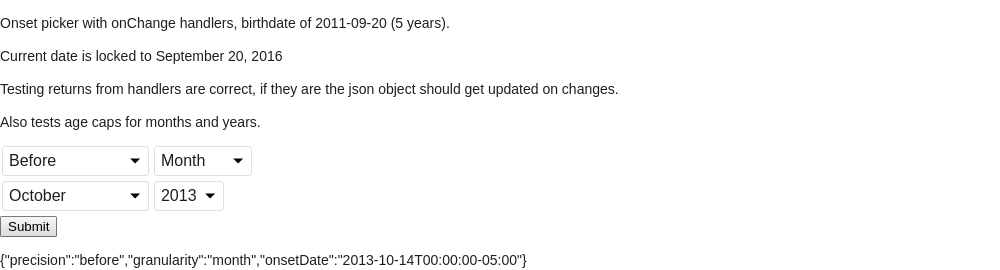 Onset picker with onChange handlers, birthdate of 2011-09-20 (5 years).
Current date is locked to September 20, 2016
Testing returns from handlers are correct, if they are the json object should get updated on changes.
Also tests age caps for months and years.
Before Month
October 2013
Submit
{"precision":"before","granularity":"month","onsetDate":"2013-10-14T00:00:00-05:00"}